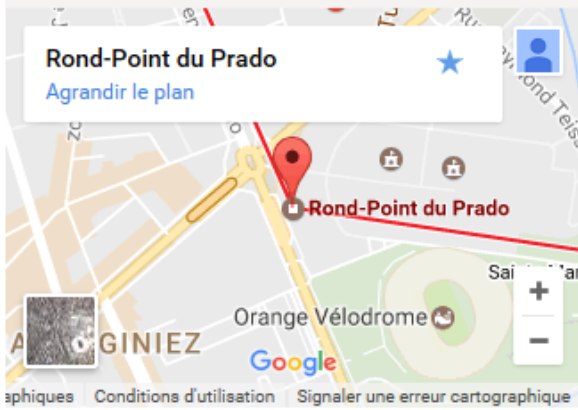 Rond-Point du Prado
Agrandir le plan
Rond-Point du Prado
Orange Vélodrome
GINIEZ
Google
aphiques Conditions d'utilisation Signaler une erreur cartographique